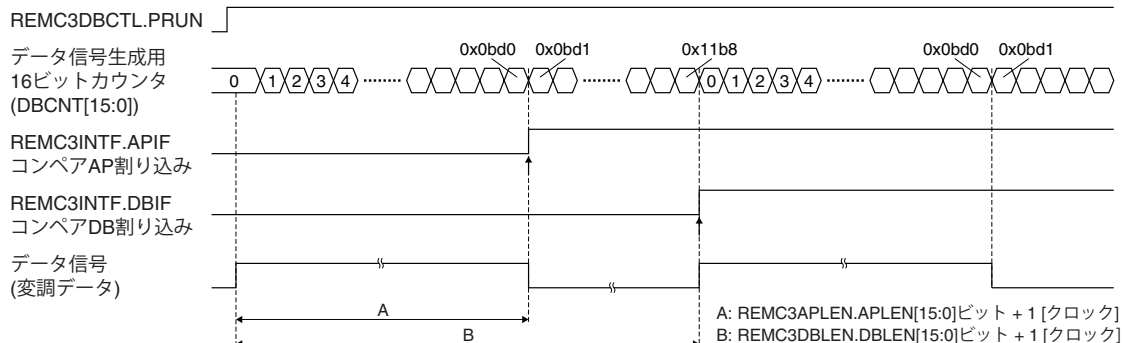 REMC3DBCTL.PRUN
データ信号生成用
16ビットカウンタ
(DBCNT[15:0])
0x0bd0 0x0bd1 0x11b8 0x0bd0 0x0bd1
0 1 2 3 4 0 1 2 3 4
REMC3INTF.APIF
コンペアAP割り込み
REMC3INTF.DBIF
コンペアDB割り込み
データ信号
(変調データ)
A
B
A: REMC3APLEN.APLEN[15:0]ビット + 1 [クロック]
B: REMC3DBLEN.DBLEN[15:0]ビット + 1 [クロック]